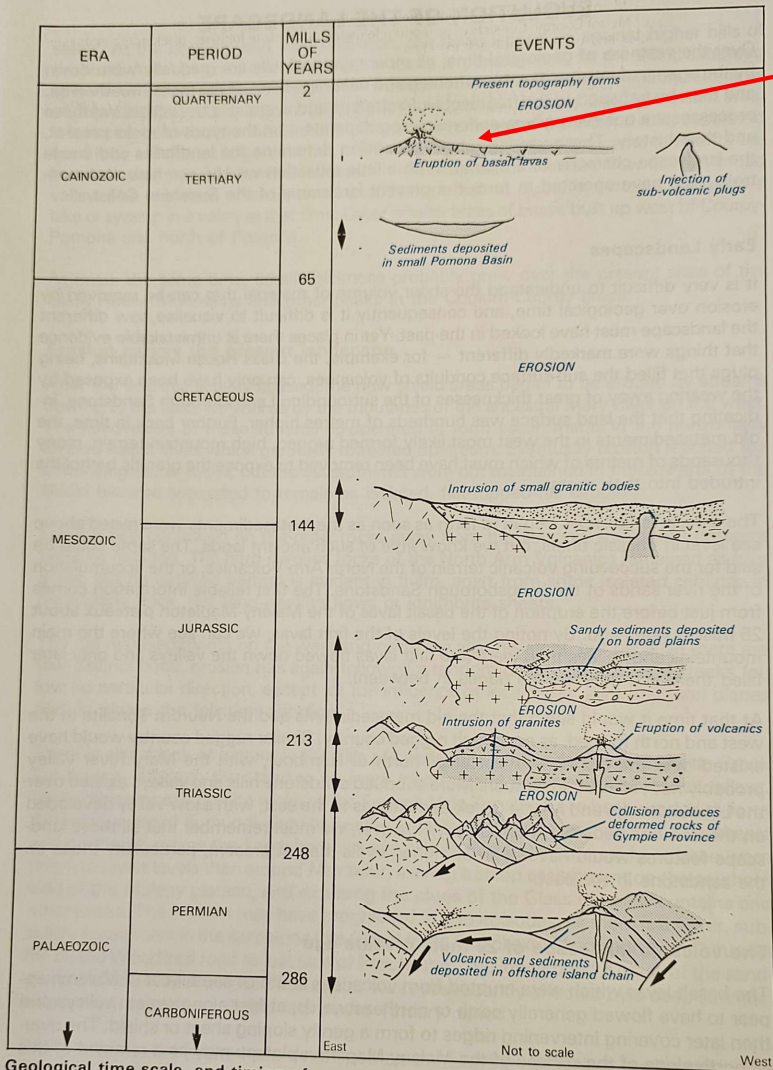 ERA
PERIOD
MILLS
OF
YEARS
EVENTS
Present topography forms
QUARTERNARY
2
EROSION
CAINOZOIC
TERTIARY
Eruption of basalt lavas
Injection of
sub-volcanic plugs
Sediments deposited
in small Pomona Basin
65
CRETACEOUS
EROSION
Intrusion of small granitic bodies
144
MESOZOIC
EROSION
JURASSIC
Sandy sediments deposited
on broad plains
EROSION
213
Intrusion of granites
Eruption of volcanics
TRIASSIC
EROSION
Collision produces
deformed rocks of
Gympie Province
248
PERMIAN
PALAEOZOIC
Volcanics and sediments
deposited in offshore island chain
286
CARBONIFEROUS
East
Not to scale
West
Geological time scale, and timing of